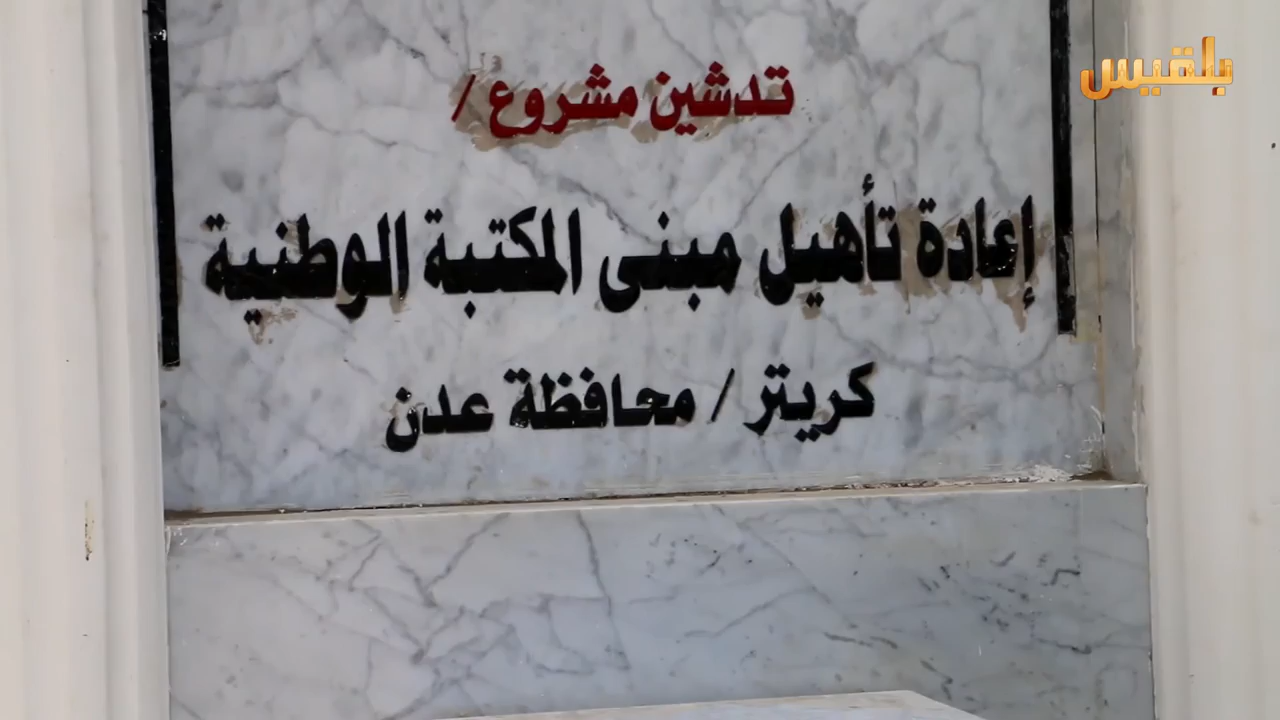 بلقيس
تدشين مشروع /
إعادة تأهيل مبنى المكتبة الوطنية
كريتر / محافظة عدن